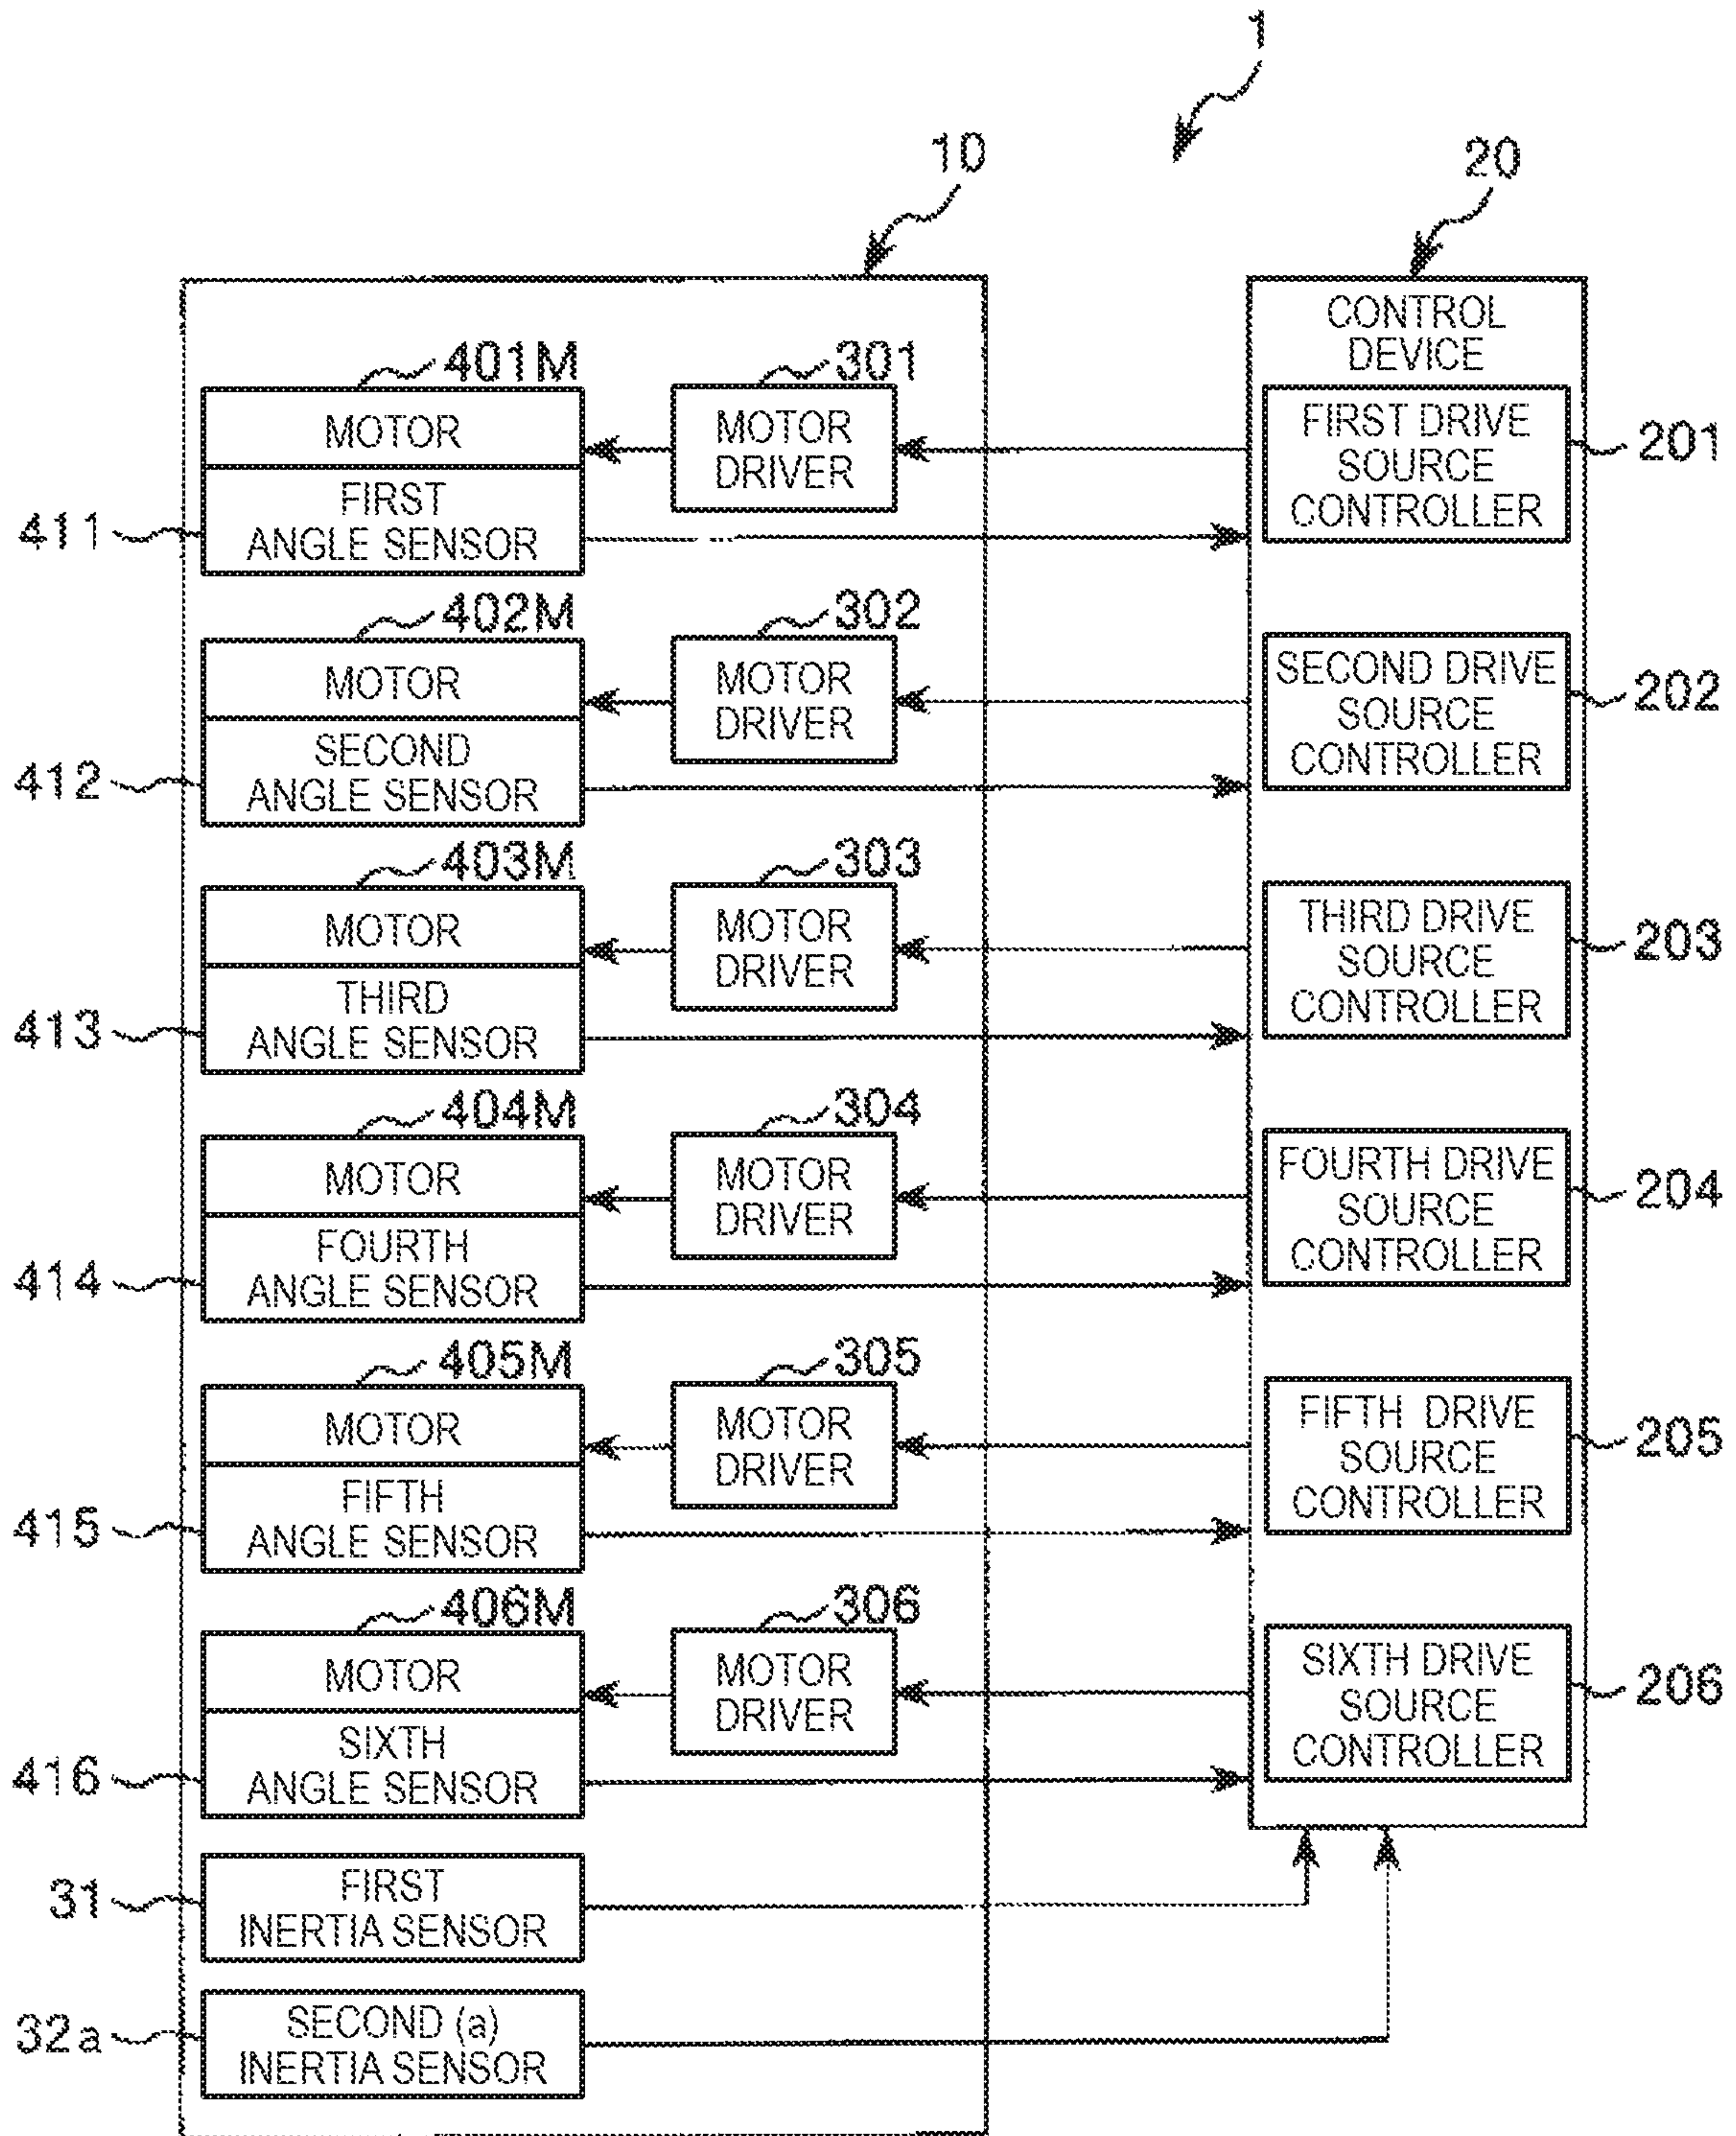 1
10
20
CONTROL
DEVICE
401M
301
MOTOR
MOTOR
DRIVER
FIRST DRIVE
SOURCE
CONTROLLER
201
411
FIRST
ANGLE SENSOR
402M
302
MOTOR
MOTOR
DRIVER
SECOND DRIVE
SOURCE
CONTROLLER
202
412
SECOND
ANGLE SENSOR
403M
303
MOTOR
MOTOR
DRIVER
THIRD DRIVE
SOURCE
CONTROLLER
203
413
THIRD
ANGLE SENSOR
404M
304
MOTOR
MOTOR
DRIVER
FOURTH DRIVE
SOURCE
CONTROLLER
204
414
FOURTH
ANGLE SENSOR
405M
305
MOTOR
MOTOR
DRIVER
FIFTH DRIVE
SOURCE
CONTROLLER
205
415
FIFTH
ANGLE SENSOR
406M
306
MOTOR
MOTOR
DRIVER
SIXTH DRIVE
SOURCE
CONTROLLER
206
416
SIXTH
ANGLE SENSOR
31
FIRST
INERTIA SENSOR
32a
SECOND (a)
INERTIA SENSOR